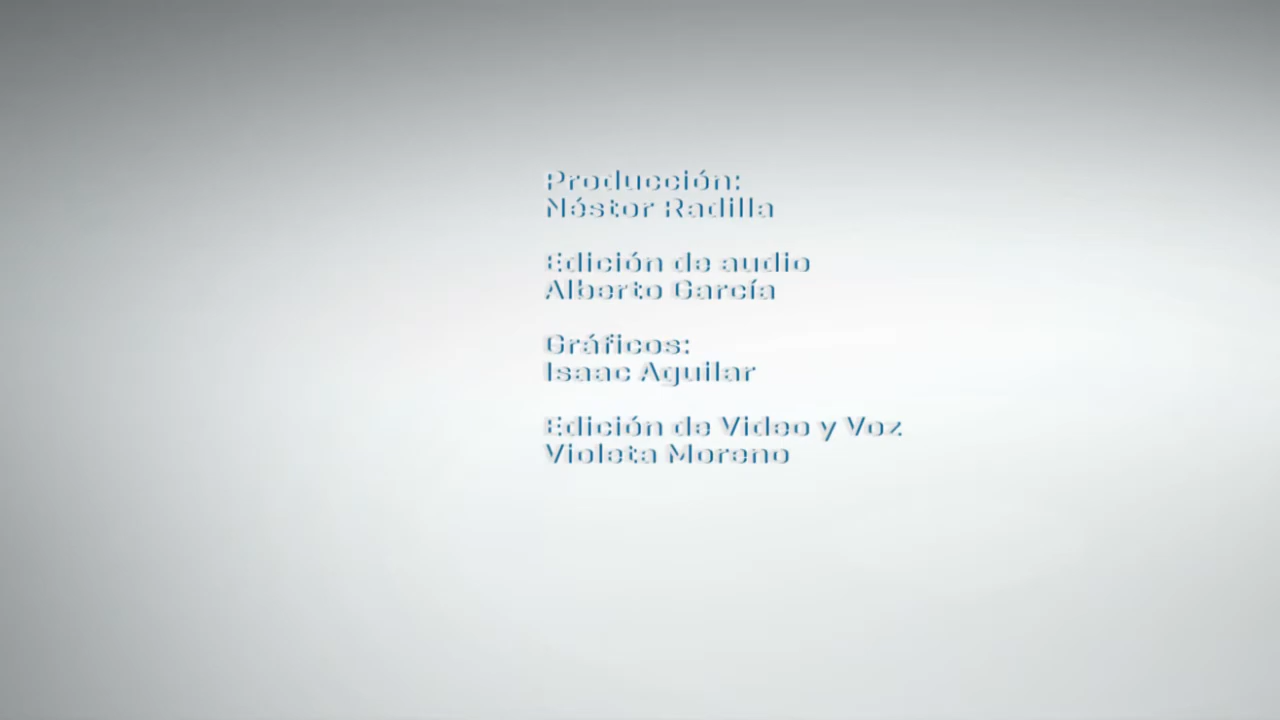 Producción:
Néstor Radilla
Edición de audio
Alberto García
Gráficos:
Isaac Aguilar
Edición de Video y Voz
Violeta Moreno